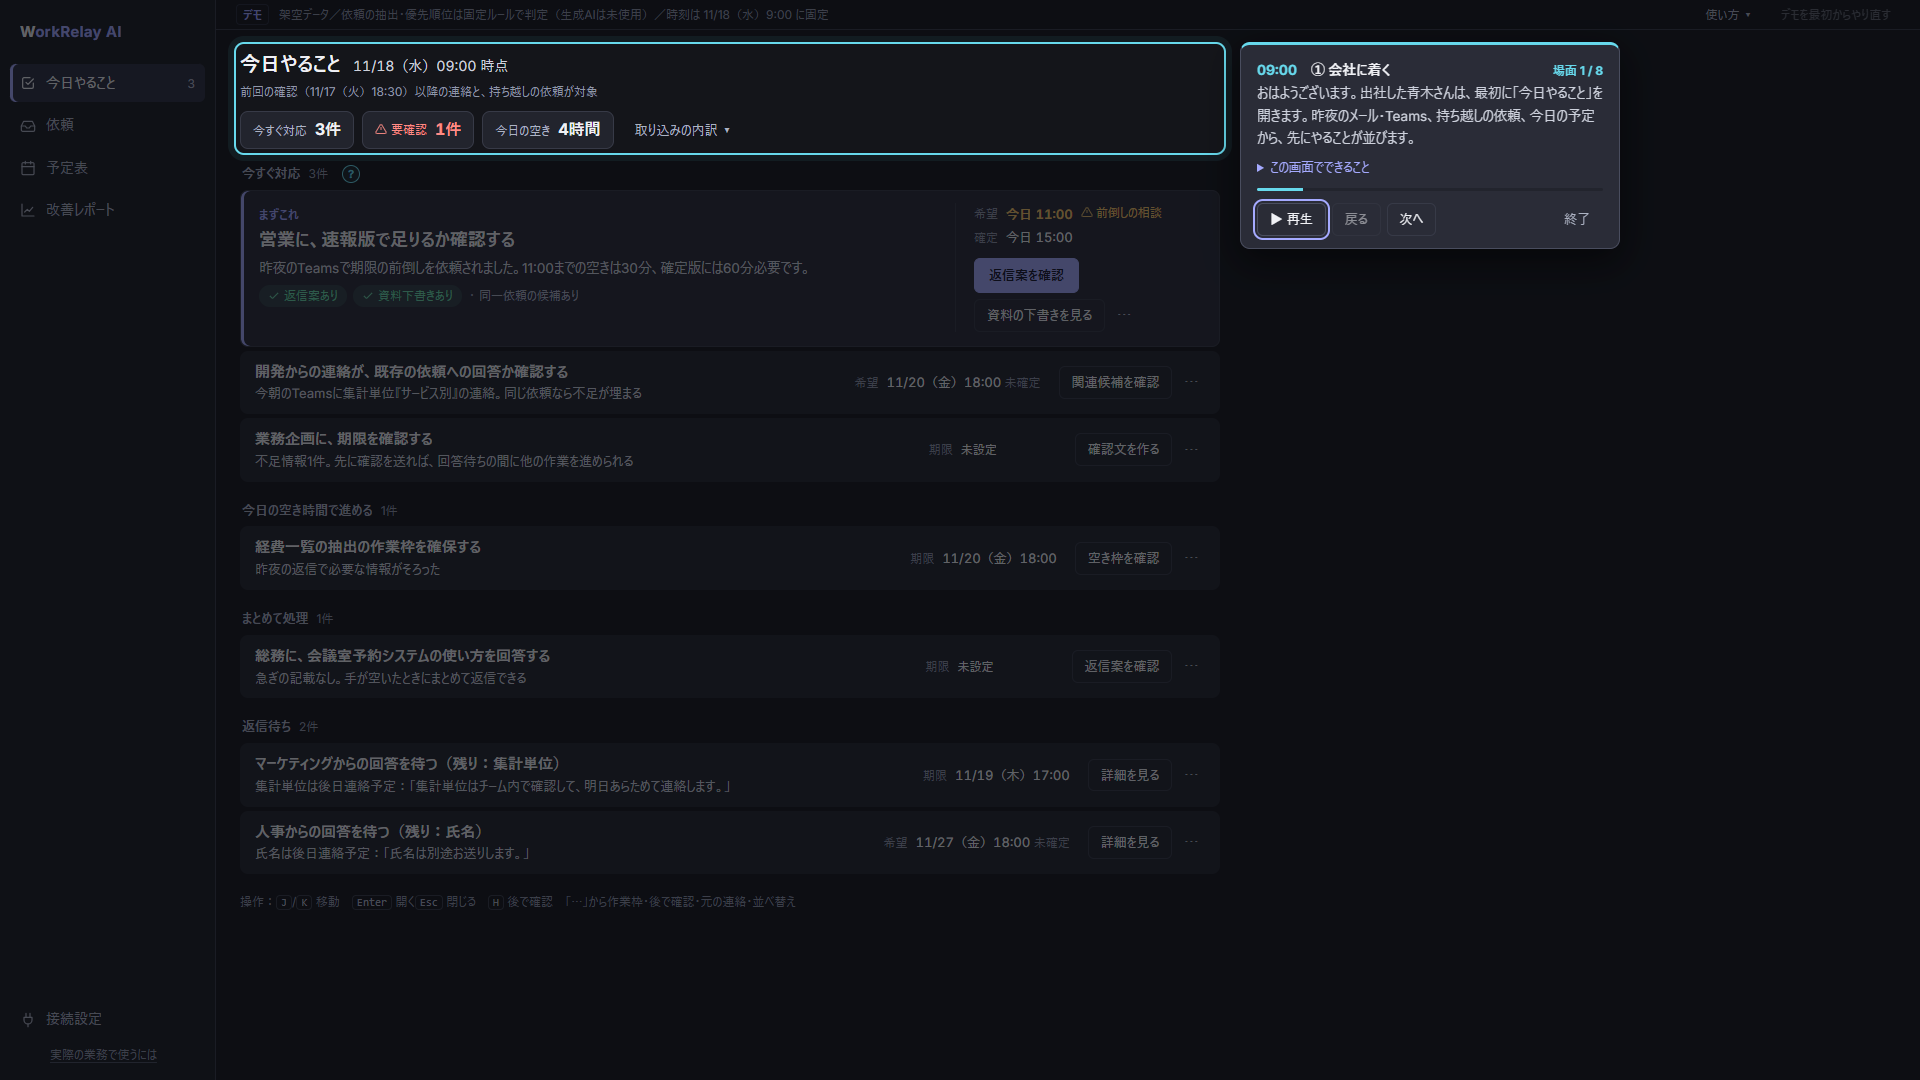 WorkRelay AI
今日やること 3
依頼
予定表
改善レポート
接続設定
実際の業務で使うには
デモ 架空データ／依頼の抽出・優先順位は固定ルールで判定（生成AIは未使用）／時刻は 11/18（水）9:00 に固定
使い方 ▼
デモを最初からやり直す
今日やること 11/18（水）09:00 時点
前回の確認（11/17（火）18:30）以降の連絡と、持ち越しの依頼が対象
今すぐ対応 3件
要確認 1件
今日の空き 4時間
取り込みの内訳 ▼
今すぐ対応 3件 ?
まずこれ
営業に、速報版で足りるか確認する
昨夜のTeamsで期限の前倒しを依頼されました。11:00までの空きは30分、確定版には60分必要です。
✓ 返信案あり ✓ 資料下書きあり ・同一依頼の候補あり
希望 今日 11:00 前倒しの相談
確定 今日 15:00
返信案を確認
資料の下書きを見る …
開発からの連絡が、既存の依頼への回答か確認する
今朝のTeamsに集計単位『サービス別』の連絡。同じ依頼なら不足が埋まる
希望 11/20（金）18:00 未確定
関連候補を確認 …
業務企画に、期限を確認する
不足情報1件。先に確認を送れば、回答待ちの間に他の作業を進められる
期限 未設定
確認文を作る …
今日の空き時間で進める 1件
経費一覧の抽出の作業枠を確保する
昨夜の返信で必要な情報がそろった
期限 11/20（金）18:00
空き枠を確認 …
まとめて処理 1件
総務に、会議室予約システムの使い方を回答する
急ぎの記載なし。手が空いたときにまとめて返信できる
期限 未設定
返信案を確認 …
返信待ち 2件
マーケティングからの回答を待つ（残り：集計単位）
集計単位は後日連絡予定：「集計単位はチーム内で確認して、明日あらためて連絡します。」
期限 11/19（木）17:00
詳細を見る …
人事からの回答を待つ（残り：氏名）
氏名は後日連絡予定：「氏名は別途お送りします。」
希望 11/27（金）18:00 未確定
詳細を見る …
操作： J / K 移動 Enter 開く Esc 閉じる H 後で確認 「…」から作業枠・後で確認・元の連絡・並べ替え
09:00 ① 会社に着く 場面 1 / 8
おはようございます。出社した青木さんは、最初に「今日やること」を
開きます。昨夜のメール・Teams、持ち越しの依頼、今日の予定
から、先にやることが並びます。
▶ この画面でできること
▶ 再生
戻る
次へ
終了